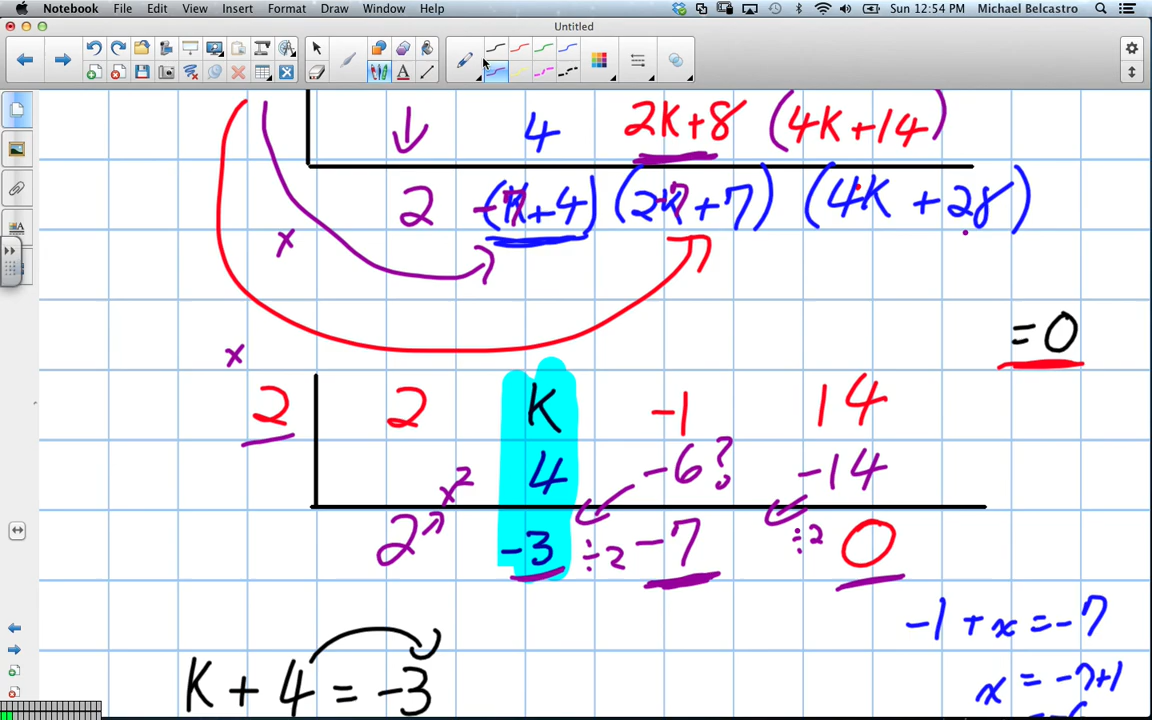 Notebook File Edit View Insert Format Draw Window Help Sun 12:54 PM Michael Belcastro
Untitled
4 2K+8 (4K+14)
2 (K+4) (2K+7) (4K+28)
x
= 0
x
2 2 K -1 14
4 -6? -14
x2
2 -3 ÷2 -7 ÷2 0
-1 + x = -7
K + 4 = -3
x = -7+1